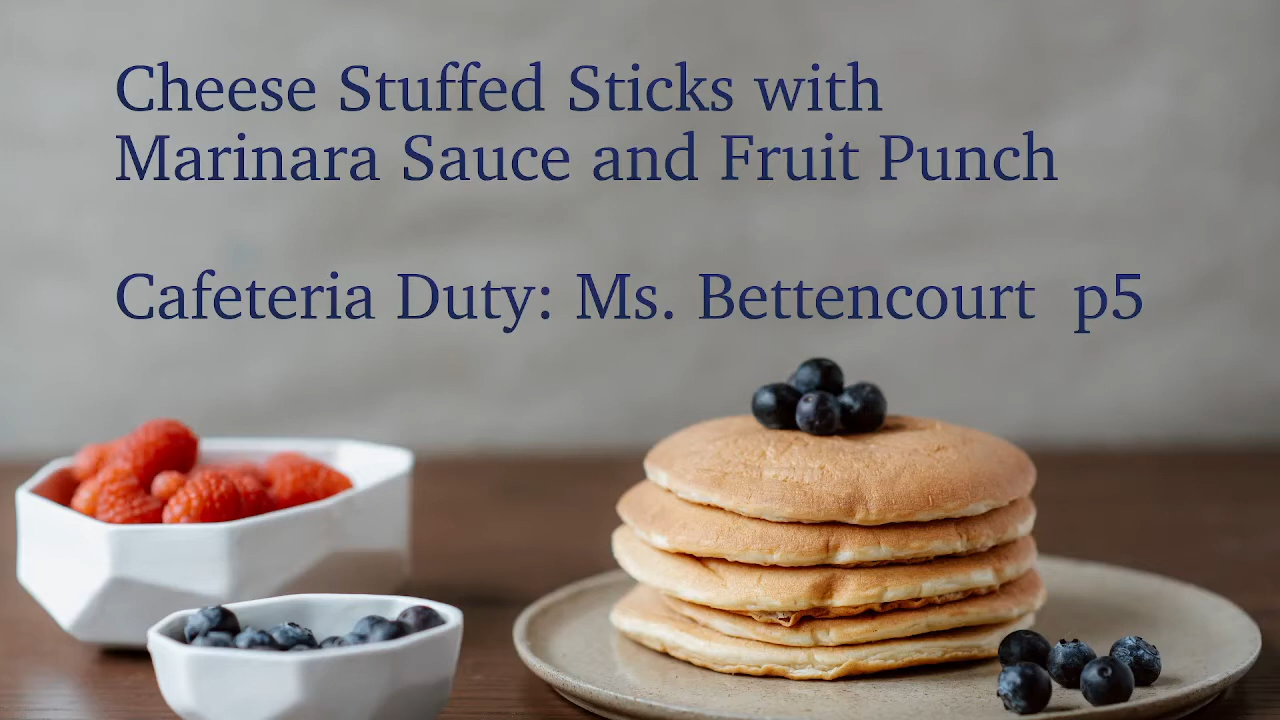 Cheese Stuffed Sticks with
Marinara Sauce and Fruit Punch
Cafeteria Duty: Ms. Bettencourt  p5